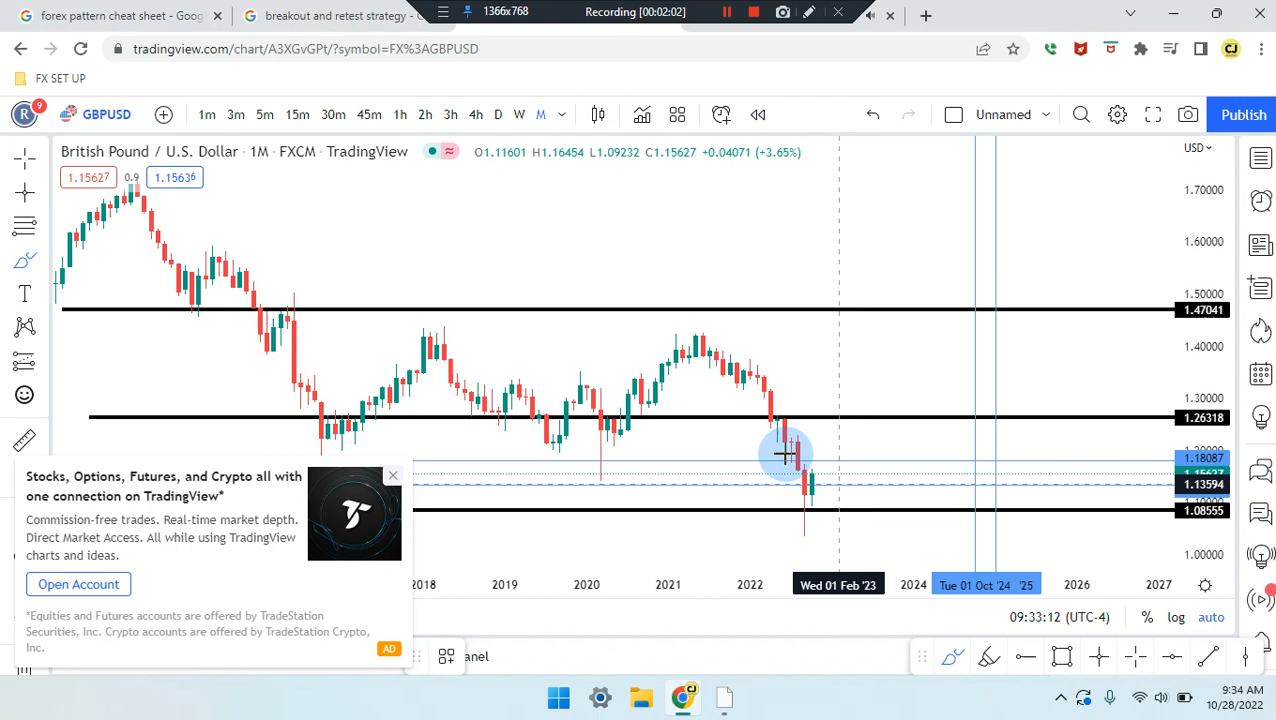 forex pattern cheet sheet - Goog
breakout and retest strategy - G
1366x768
Recording [00:02:02]
tradingview.com/chart/A3XGvGPt/?symbol=FX%3AGBPUSD
CJ
FX SET UP
R
9
GBPUSD
1m 3m 5m 15m 30m 45m 1h 2h 3h 4h D W M
Unnamed
Publish
British Pound / U.S. Dollar · 1M · FXCM · TradingView
O1.11601 H1.16454 L1.09232 C1.15627 +0.04071 (+3.65%)
USD
1.15627
0.9
1.15636
1.70000
1.60000
1.50000
1.47041
1.40000
1.30000
1.26318
1.18087
1.13594
1.08555
1.00000
Stocks, Options, Futures, and Crypto all with
one connection on TradingView*
Commission-free trades. Real-time market depth.
Direct Market Access. All while using TradingView
charts and ideas.
Open Account
*Equities and Futures accounts are offered by TradeStation
Securities, Inc. Crypto accounts are offered by TradeStation Crypto,
Inc.
AD
2018 2019 2020 2021 2022 Wed 01 Feb '23 2024 Tue 01 Oct '24 '25 2026 2027
09:33:12 (UTC-4)
% log auto
anel
CJ
9:34 AM
10/28/2022